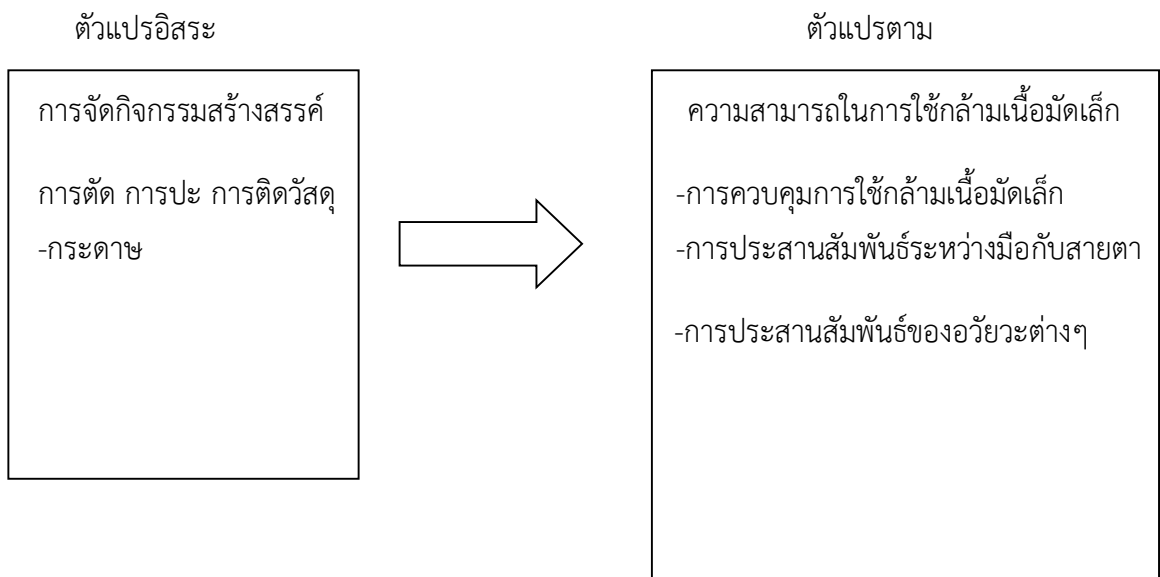 ตัวแปรอิสระ
ตัวแปรตาม
การจัดกิจกรรมสร้างสรรค์
การตัด การปะ การติดวัสดุ
-กระดาษ
ความสามารถในการใช้กล้ามเนื้อมัดเล็ก
-การควบคุมการใช้กล้ามเนื้อมัดเล็ก
-การประสานสัมพันธ์ระหว่างมือกับสายตา
-การประสานสัมพันธ์ของอวัยวะต่างๆ